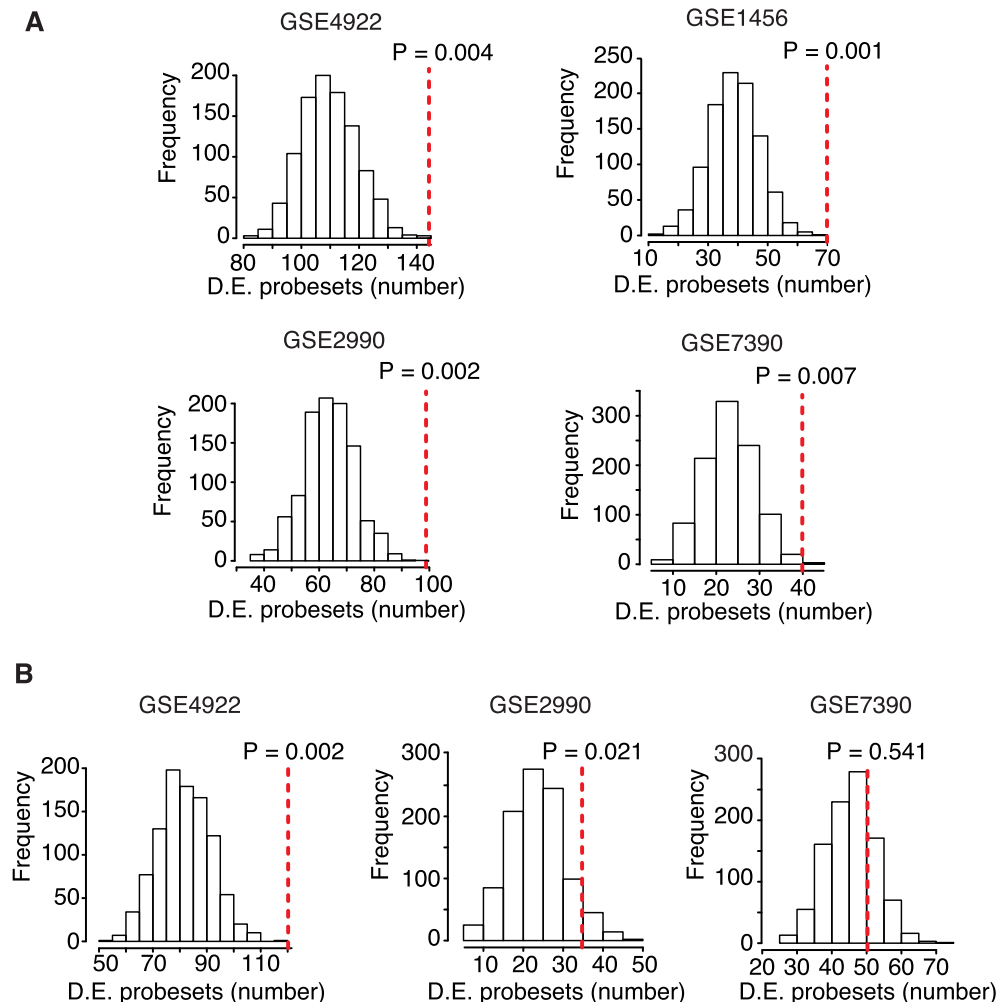 A
GSE4922
P = 0.004
Frequency
200
150
100
50
0
80 100 120 140
D.E. probesets (number)
GSE1456
P = 0.001
Frequency
250
200
150
100
50
0
10 30 50 70
D.E. probesets (number)
GSE2990
P = 0.002
Frequency
200
150
100
50
0
40 60 80 100
D.E. probesets (number)
GSE7390
P = 0.007
Frequency
300
200
100
0
10 20 30 40
D.E. probesets (number)
B
GSE4922
P = 0.002
Frequency
200
150
100
50
0
50 70 90 110
D.E. probesets (number)
GSE2990
P = 0.021
Frequency
300
200
100
0
10 20 30 40 50
D.E. probesets (number)
GSE7390
P = 0.541
Frequency
300
200
100
0
20 30 40 50 60 70
D.E. probesets (number)